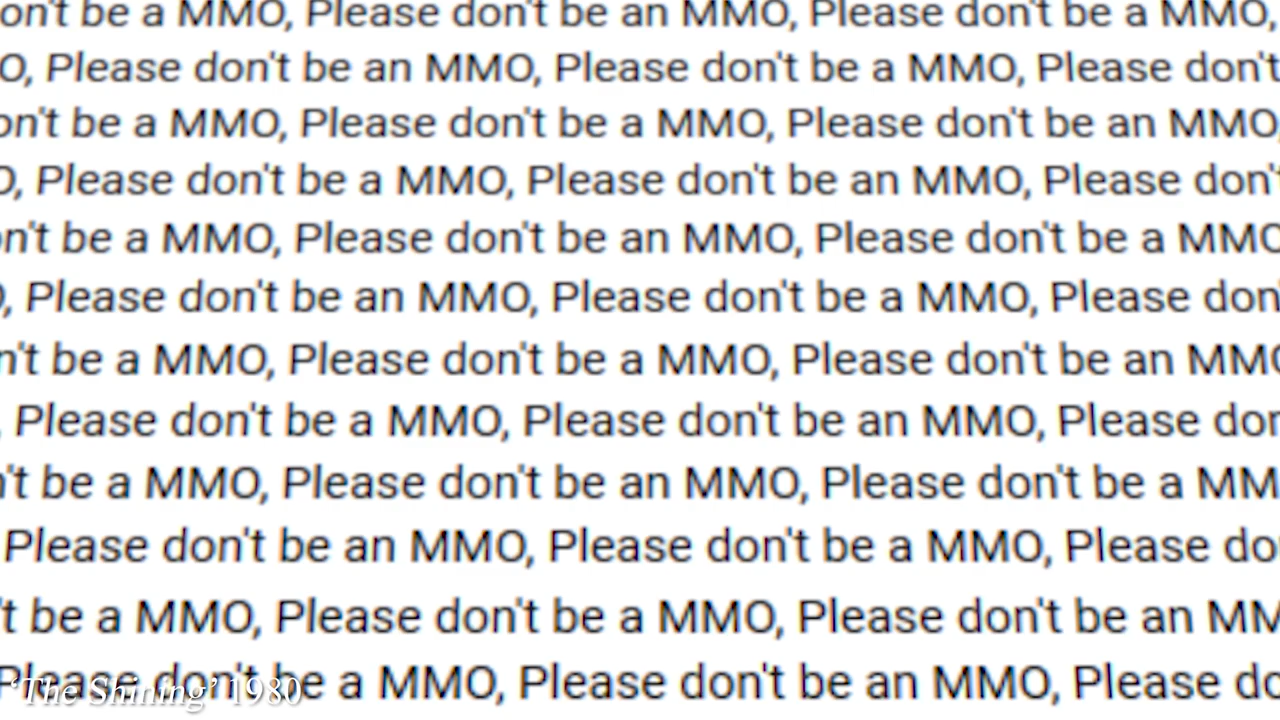 on't be a MMO, Please don't be an MMO, Please don't be a MMO,
O, Please don't be an MMO, Please don't be a MMO, Please don't
on't be a MMO, Please don't be a MMO, Please don't be an MMO,
O, Please don't be a MMO, Please don't be an MMO, Please don't
on't be a MMO, Please don't be an MMO, Please don't be a MMO
O, Please don't be an MMO, Please don't be a MMO, Please don'
n't be a MMO, Please don't be a MMO, Please don't be an MMO
, Please don't be a MMO, Please don't be an MMO, Please don
n't be a MMO, Please don't be an MMO, Please don't be a MM
Please don't be an MMO, Please don't be a MMO, Please do
't be a MMO, Please don't be a MMO, Please don't be an MM
Please don't be a MMO, Please don't be an MMO, Please do
‘The Shining’ 1980